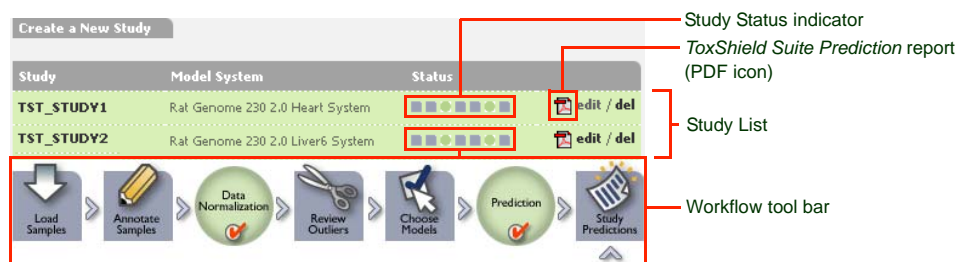 Create a New Study
Study Status indicator
ToxShield Suite Prediction report
(PDF icon)
Study Model System Status
TST_STUDY1 Rat Genome 230 2.0 Heart System edit / del
Study List
TST_STUDY2 Rat Genome 230 2.0 Liver6 System edit / del
Load
Samples
Annotate
Samples
Data
Normalization
Review
Outliers
Choose
Models
Prediction
Study
Predictions
Workflow tool bar